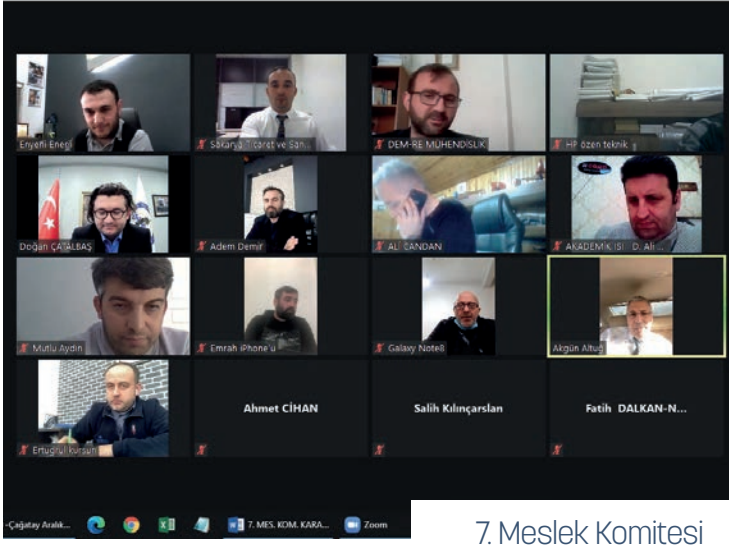 Enyeni Enerji
Sakarya Ticaret ve San...
DEM-RE MÜHENDİSLİK
HP özen teknik
Doğan ÇATALBAŞ
Adem Demir
ALİ CANDAN
AKADEMİK ISI - D. Ali ...
Mutlu Aydın
Emrah iPhone'u
Galaxy Note8
Akgün Altuğ
Ertuğrul kursun
Ahmet CİHAN
Salih Kılınçarslan
Fatih DALKAN-N...
-Çağatay Aralık...
7. MES. KOM. KARA...
Zoom
7. Meslek Komitesi